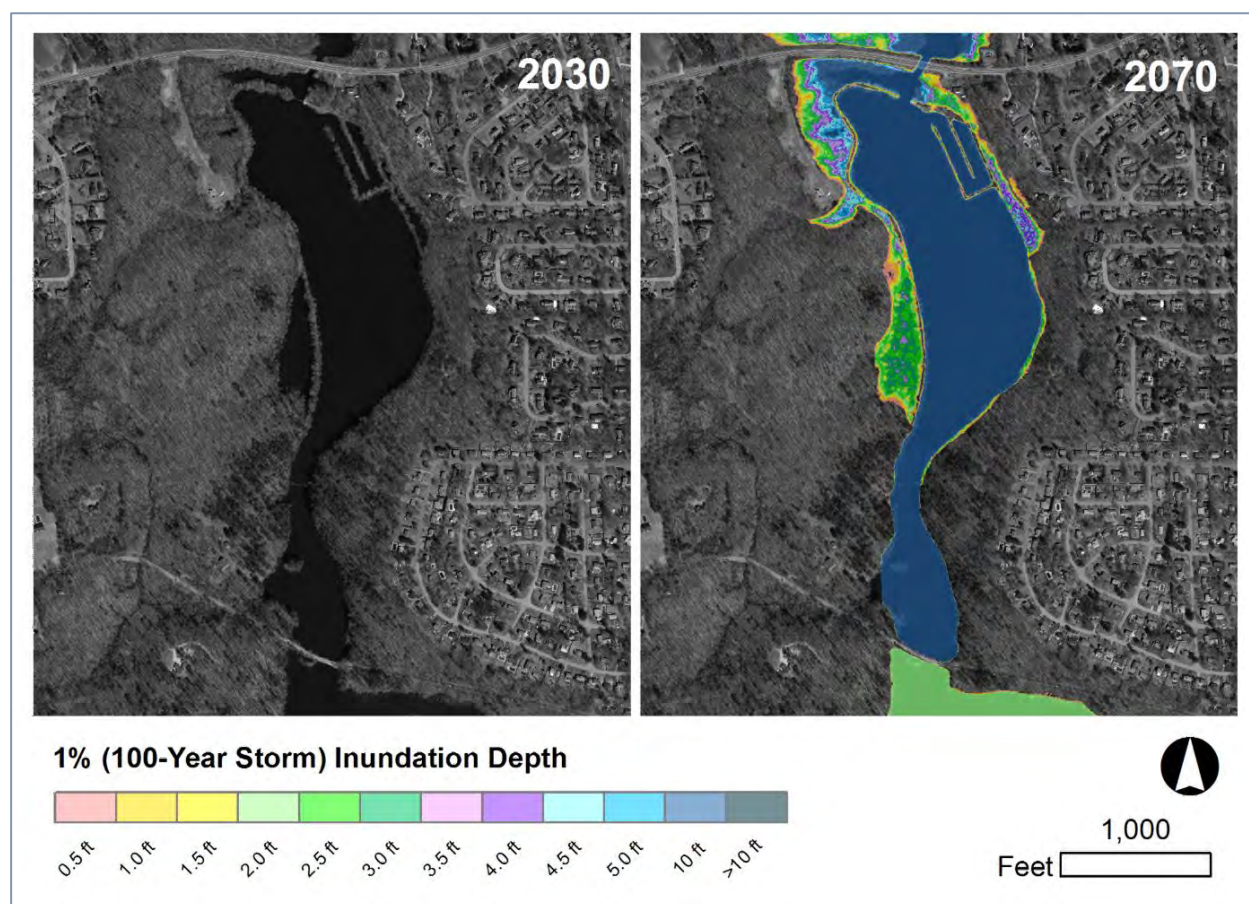 2030
2070
1% (100-Year Storm) Inundation Depth
0.5 ft
1.0 ft
1.5 ft
2.0 ft
2.5 ft
3.0 ft
3.5 ft
4.0 ft
4.5 ft
5.0 ft
10 ft
>10 ft
1,000
Feet